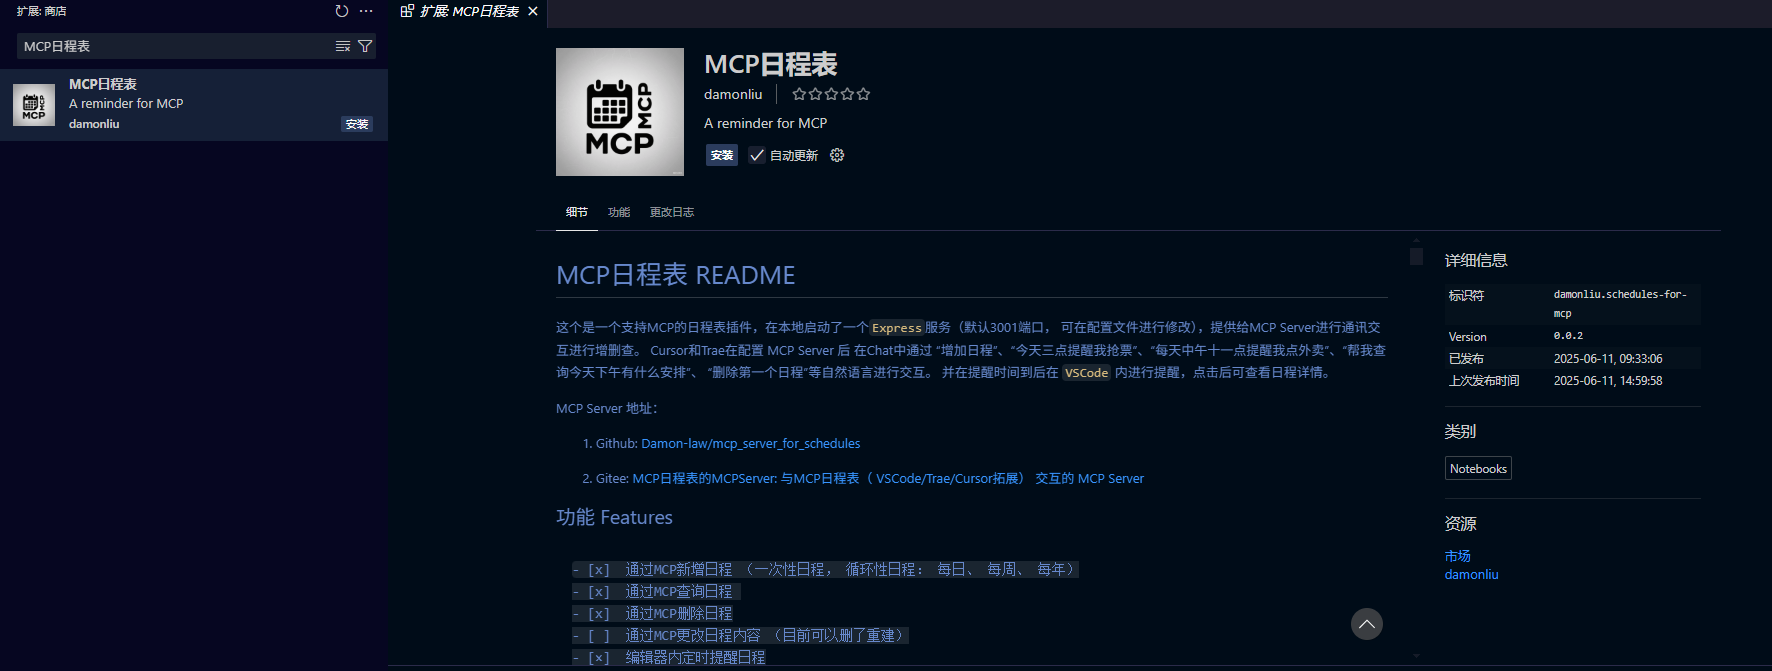 扩展: 商店
MCP日程表
MCP日程表
A reminder for MCP
damonliu
安装
MCP
MCP
扩展: MCP日程表
MCP
MCP
MCP日程表
damonliu
A reminder for MCP
安装
自动更新
细节
功能
更改日志
MCP日程表 README
这个是一个支持MCP的日程表插件，在本地启动了一个Express服务（默认3001端口， 可在配置文件进行修改），提供给MCP Server进行通讯交
互进行增删查。 Cursor和Trae在配置 MCP Server 后 在Chat中通过 “增加日程”、“今天三点提醒我抢票”、“每天中午十一点提醒我点外卖”、“帮我查
询今天下午有什么安排”、 “删除第一个日程”等自然语言进行交互。 并在提醒时间到后在 VSCode 内进行提醒，点击后可查看日程详情。
MCP Server 地址：
1. Github: Damon-law/mcp_server_for_schedules
2. Gitee: MCP日程表的MCPServer: 与MCP日程表（ VSCode/Trae/Cursor拓展） 交互的 MCP Server
功能 Features
- [x] 通过MCP新增日程 （一次性日程， 循环性日程： 每日、 每周、 每年）
- [x] 通过MCP查询日程
- [x] 通过MCP删除日程
- [ ] 通过MCP更改日程内容 （目前可以删了重建）
- [x] 编辑器内定时提醒日程
详细信息
标识符 damonliu.schedules-for-
mcp
Version 0.0.2
已发布 2025-06-11, 09:33:06
上次发布时间 2025-06-11, 14:59:58
类别
Notebooks
资源
市场
damonliu